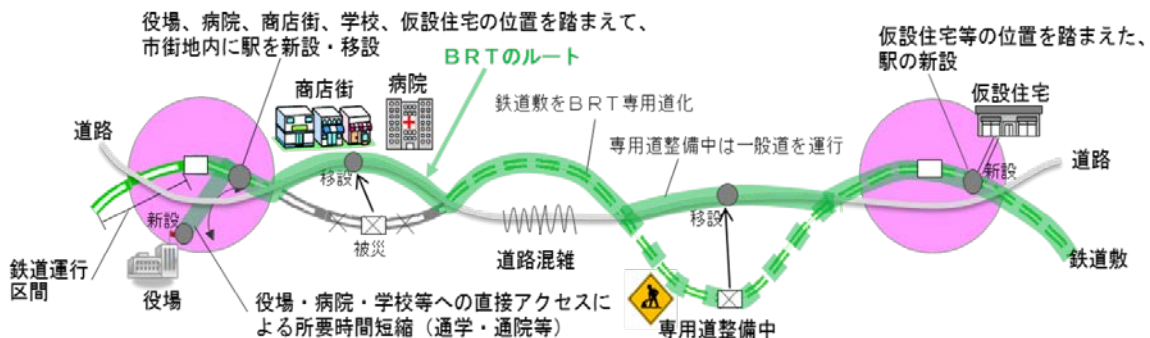 役場、病院、商店街、学校、仮設住宅の位置を踏まえて、
市街地内に駅を新設・移設
BRTのルート
仮設住宅等の位置を踏まえた、
駅の新設
商店街
病院
仮設住宅
鉄道敷をBRT専用道化
道路
専用道整備中は一般道を運行
道路
移設
新設
新設
移設
被災
道路混雑
鉄道敷
鉄道運行
区間
役場
役場・病院・学校等への直接アクセスに
よる所要時間短縮（通学・通院等）
専用道整備中